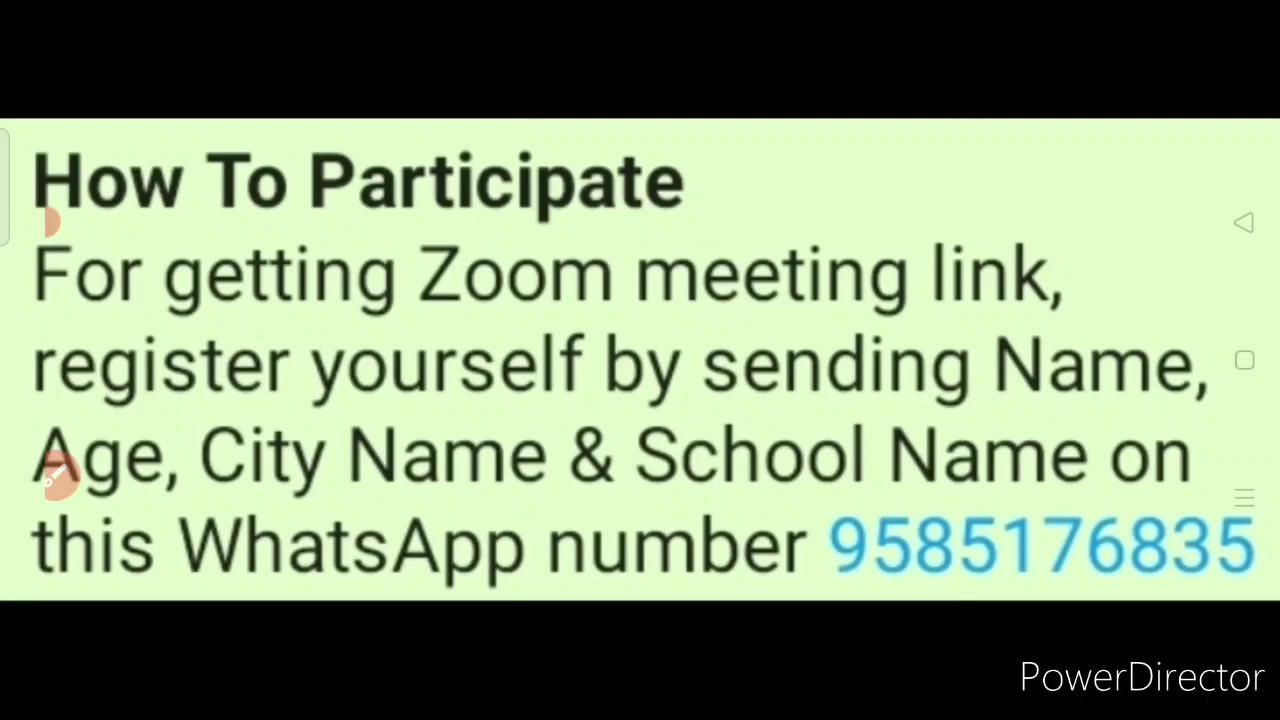 How To Participate
For getting Zoom meeting link,
register yourself by sending Name,
Age, City Name & School Name on
this WhatsApp number 9585176835
PowerDirector